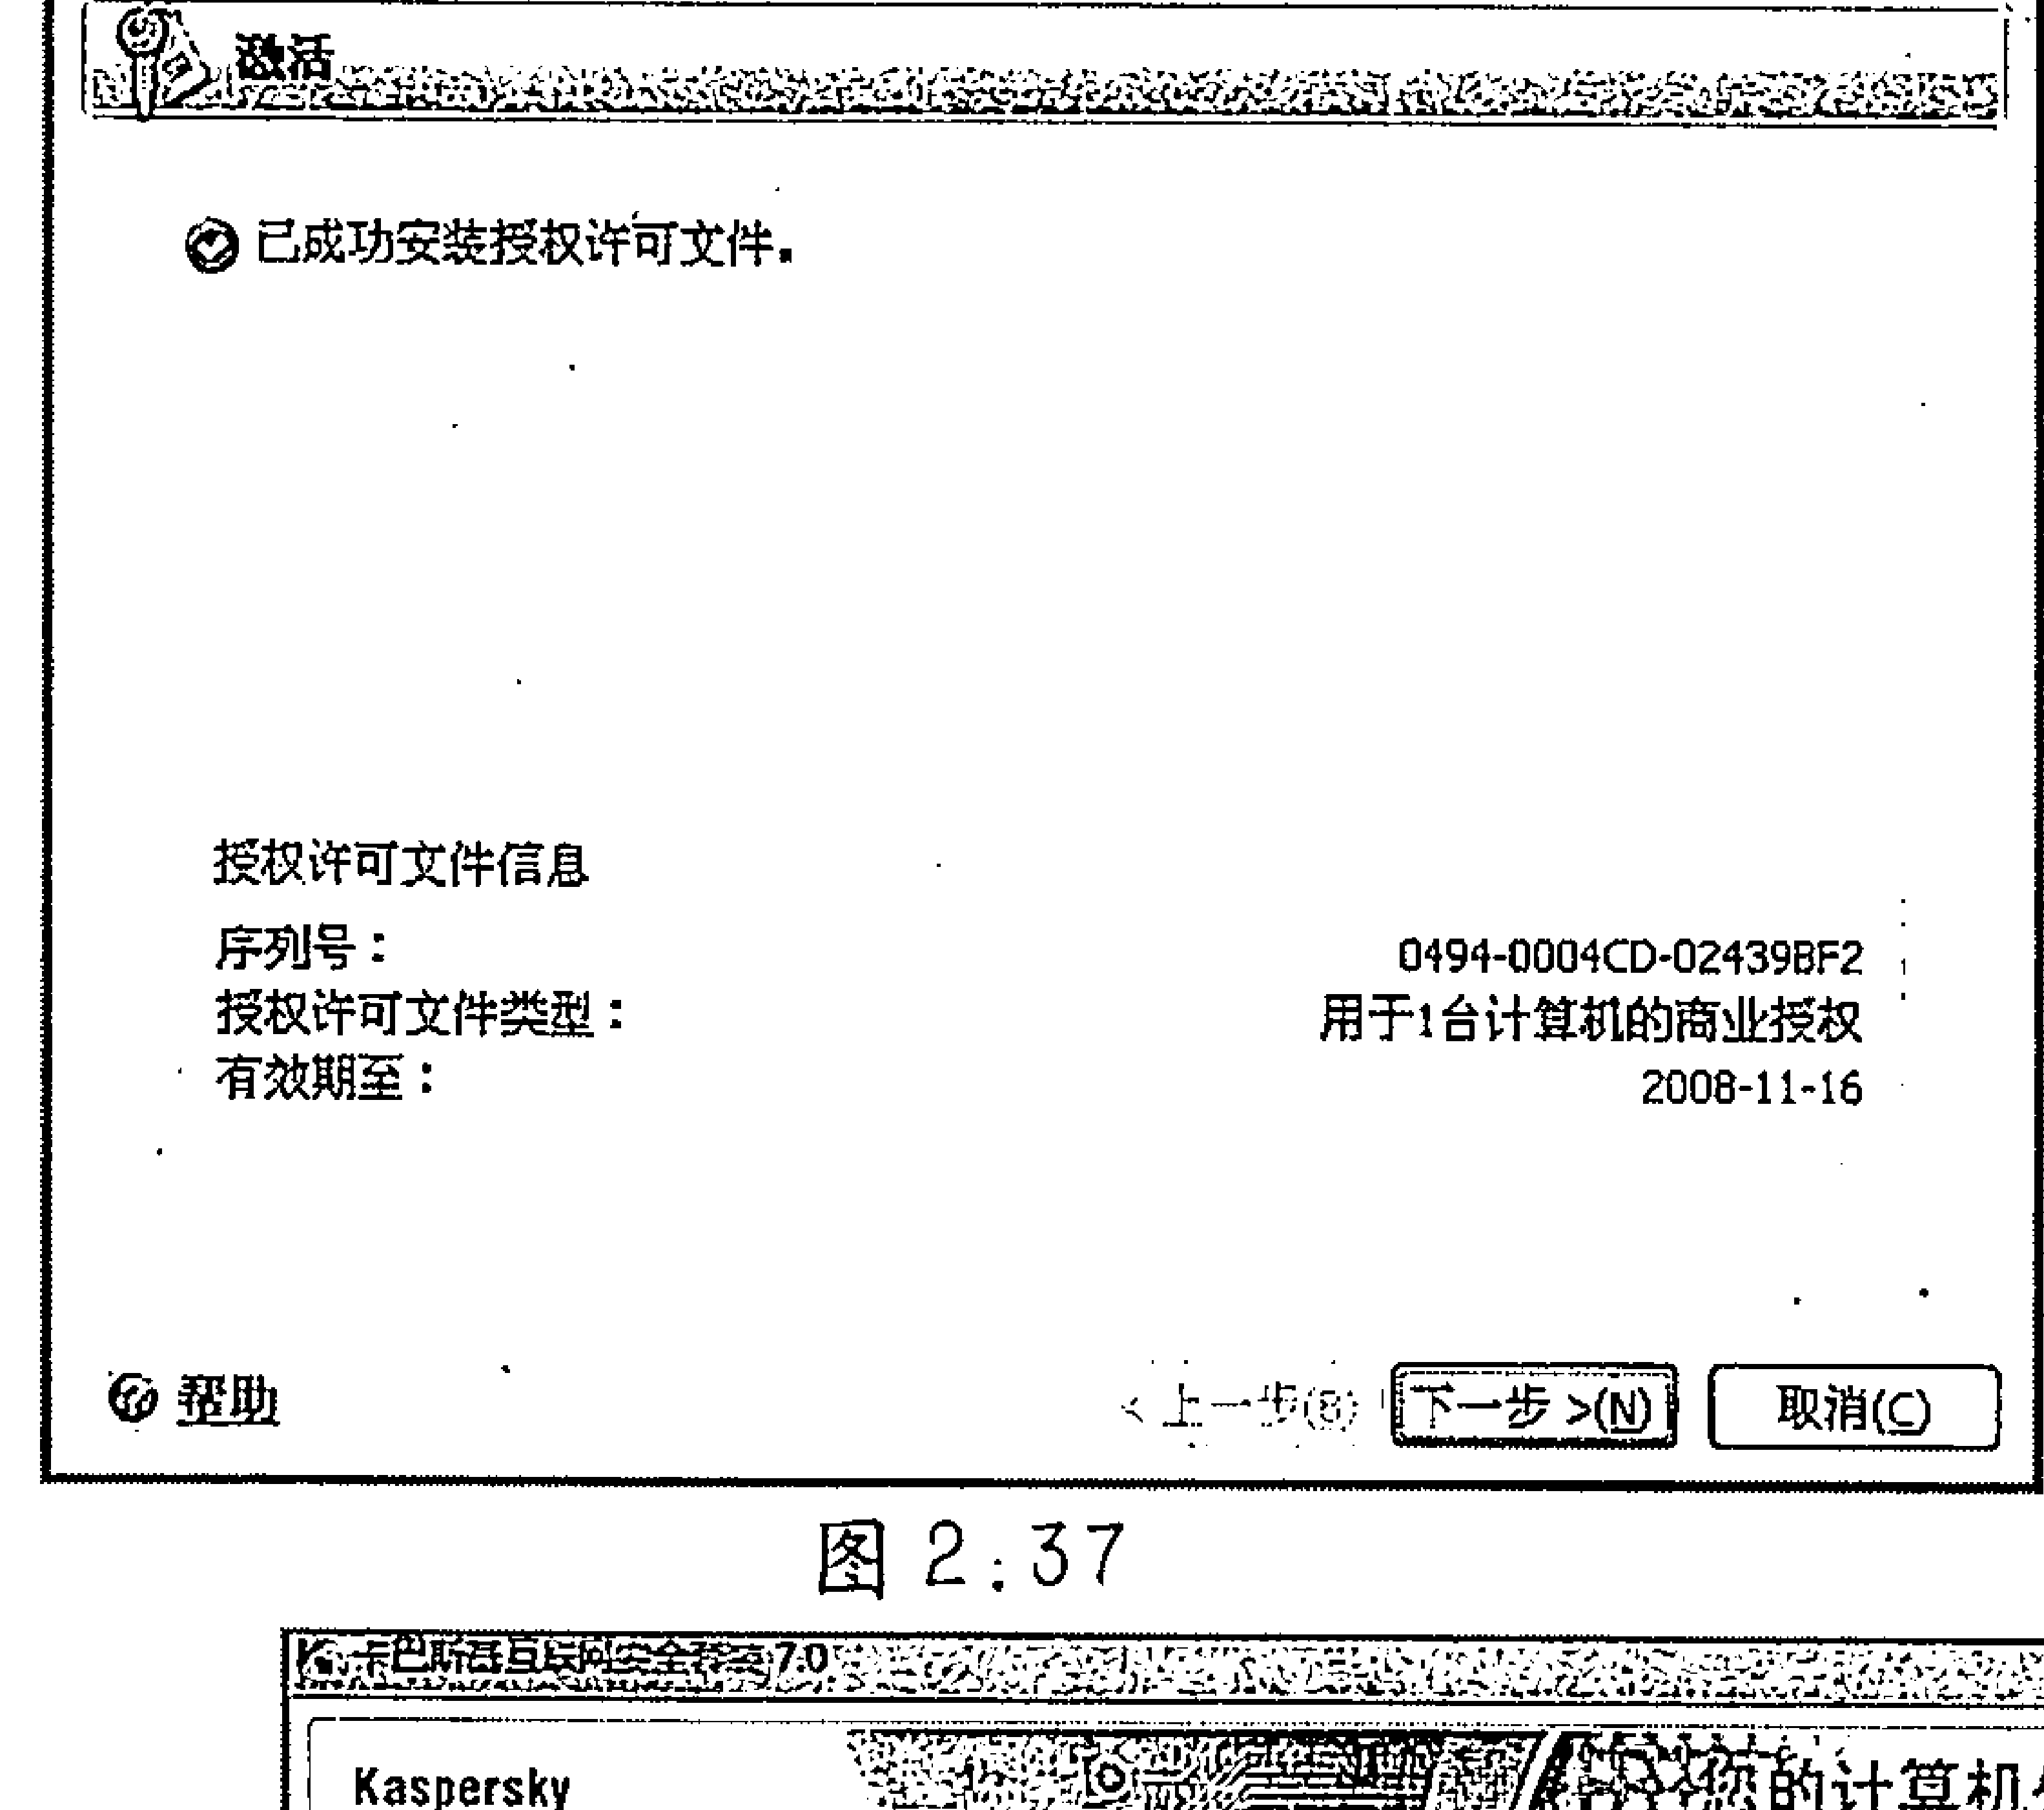 激活
已成功安装授权许可文件。
授权许可文件信息
序列号： 0494-0004CD-02439BF2
授权许可文件类型： 用于1台计算机的商业授权
有效期至： 2008-11-16
帮助 < 上一步(B) 下一步 >(N) 取消(C)
图 2.37
卡巴斯基互联网安全套装7.0
Kaspersky
您的计算机